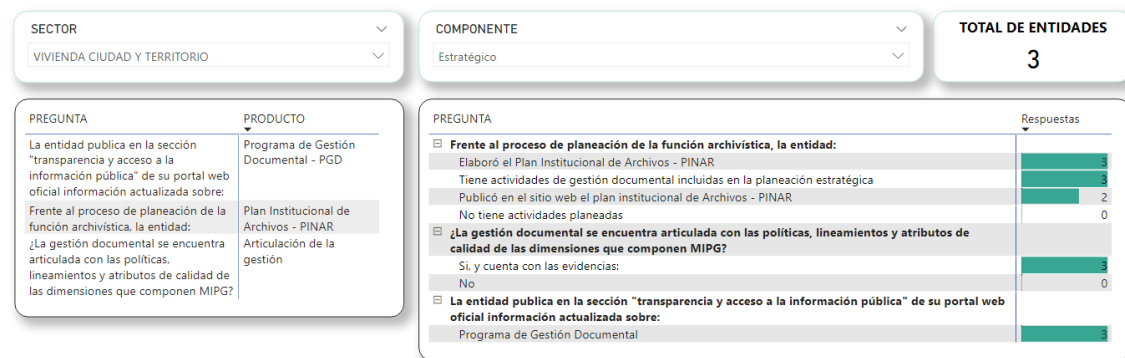 SECTOR
VIVIENDA CIUDAD Y TERRITORIO
COMPONENTE
Estratégico
TOTAL DE ENTIDADES
3
PREGUNTA PRODUCTO
La entidad publica en la sección Programa de Gestión
"transparencia y acceso a la Documental - PGD
información pública" de su portal web
oficial información actualizada sobre:
Frente al proceso de planeación de la Plan Institucional de
función archivística, la entidad: Archivos - PINAR
¿La gestión documental se encuentra Articulación de la
articulada con las políticas, gestión
lineamientos y atributos de calidad de
las dimensiones que componen MIPG?
PREGUNTA Respuestas
Frente al proceso de planeación de la función archivística, la entidad:
Elaboró el Plan Institucional de Archivos - PINAR 3
Tiene actividades de gestión documental incluidas en la planeación estratégica 3
Publicó en el sitio web el plan institucional de Archivos - PINAR 2
No tiene actividades planeadas 0
¿La gestión documental se encuentra articulada con las políticas, lineamientos y atributos de
calidad de las dimensiones que componen MIPG?
Si, y cuenta con las evidencias: 3
No 0
La entidad publica en la sección "transparencia y acceso a la información pública" de su portal web
oficial información actualizada sobre:
Programa de Gestión Documental 3